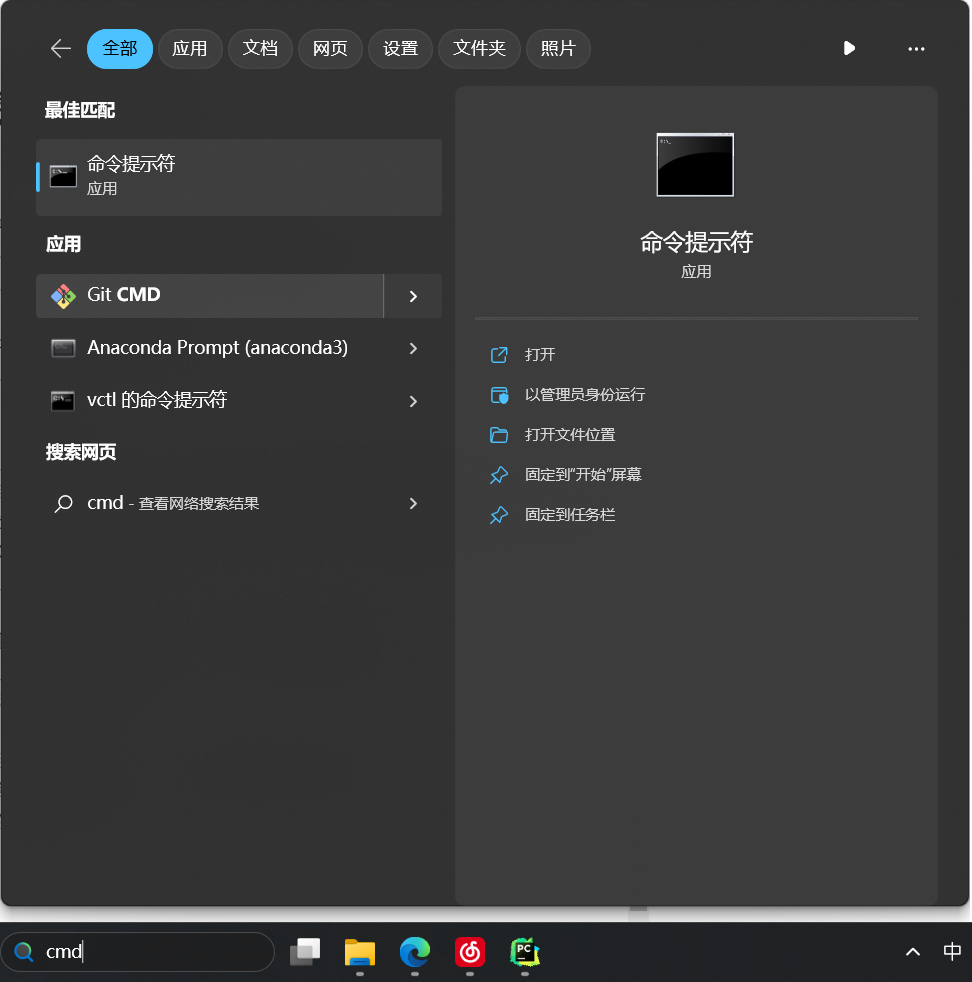 全部 应用 文档 网页 设置 文件夹 照片
最佳匹配
命令提示符
应用
应用
Git CMD
Anaconda Prompt (anaconda3)
vctl 的命令提示符
搜索网页
cmd - 查看网络搜索结果
命令提示符
应用
打开
以管理员身份运行
打开文件位置
固定到“开始”屏幕
固定到任务栏
cmd
PC
中